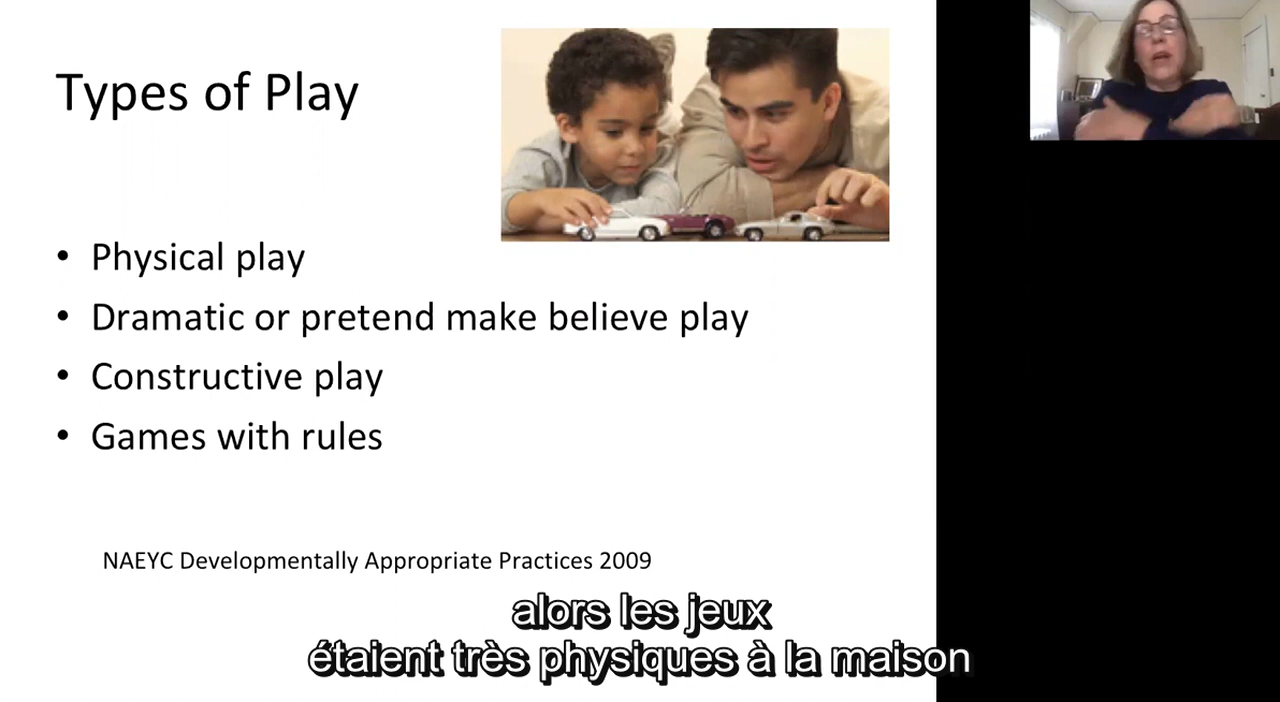 Types of Play
• Physical play
• Dramatic or pretend make believe play
• Constructive play
• Games with rules
NAEYC Developmentally Appropriate Practices 2009
alors les jeux
étaient très physiques à la maison